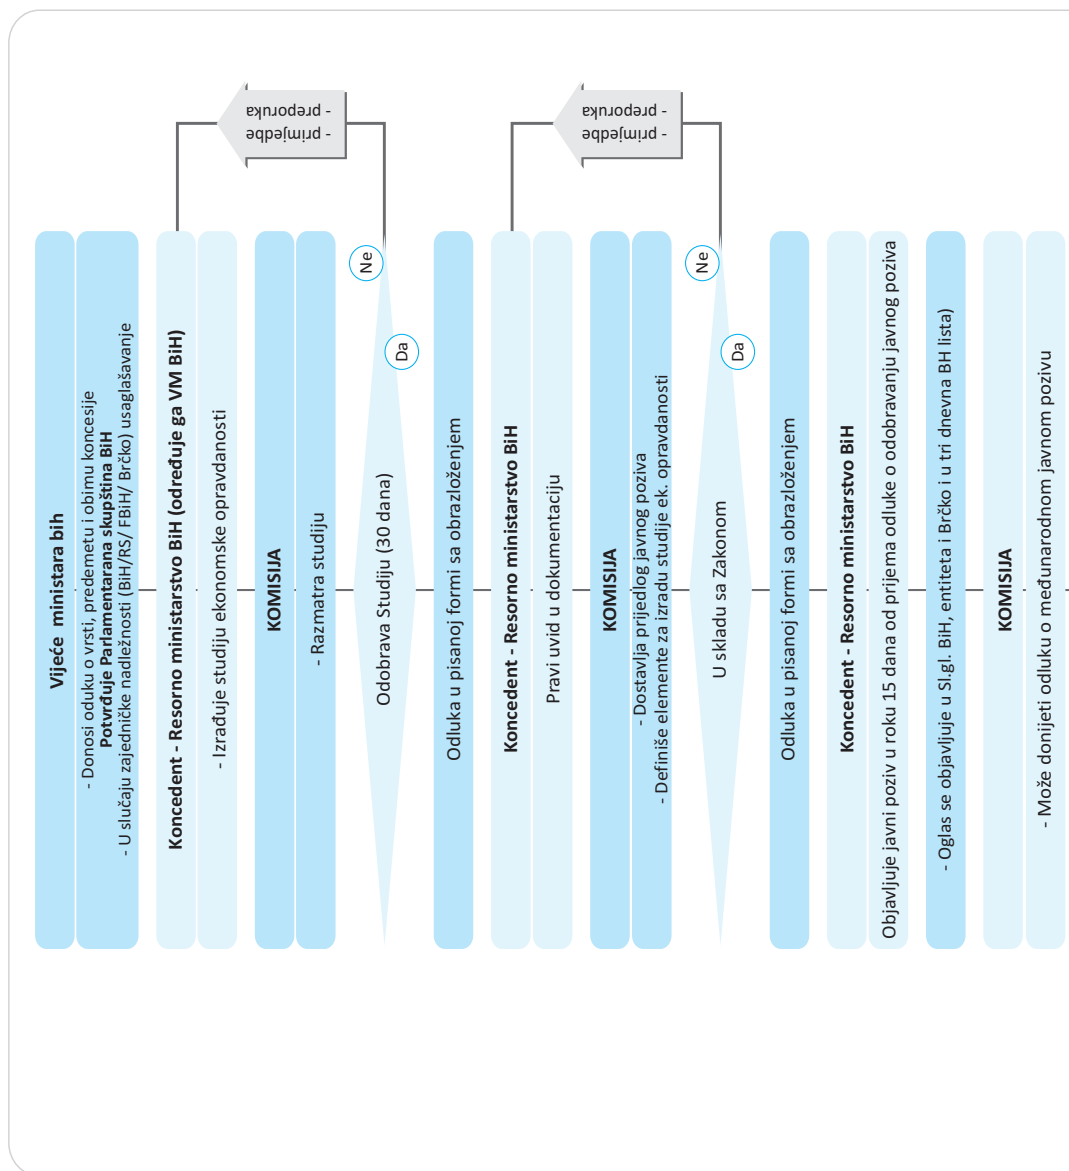 Vijeće ministara bih
- Donosi oduku o vrsti, predemetu i obimu koncesije
Potvrđuje Parlamentarana skupština BiH
- U slučaju zajedničke nadležnosti (BiH/RS/ FBiH/ Brčko) usaglašavanje
Koncedent - Resorno ministarstvo BiH (određuje ga VM BiH)
- Izrađuje studiju ekonomske opravdanosti
- primjedbe
- preporuka
KOMISIJA
- Razmatra studiju
Ne
Odobrava Studiju (30 dana)
Da
Odluka u pisanoj formi sa obrazloženjem
Koncedent - Resorno ministarstvo BiH
Pravi uvid u dokumentaciju
- primjedbe
- preporuka
KOMISIJA
- Dostavlja prijedlog javnog poziva
- Definiše elemente za izradu studije ek. opravdanosti
Ne
U skladu sa Zakonom
Da
Odluka u pisanoj formi sa obrazloženjem
Koncedent - Resorno ministarstvo BiH
Objavljuje javni poziv u roku 15 dana od prijema odluke o odobravanju javnog poziva
- Oglas se objavljuje u Sl.gl. BiH, entiteta i Brčko i u tri dnevna BH lista)
KOMISIJA
- Može donijeti odluku o međunarodnom javnom pozivu